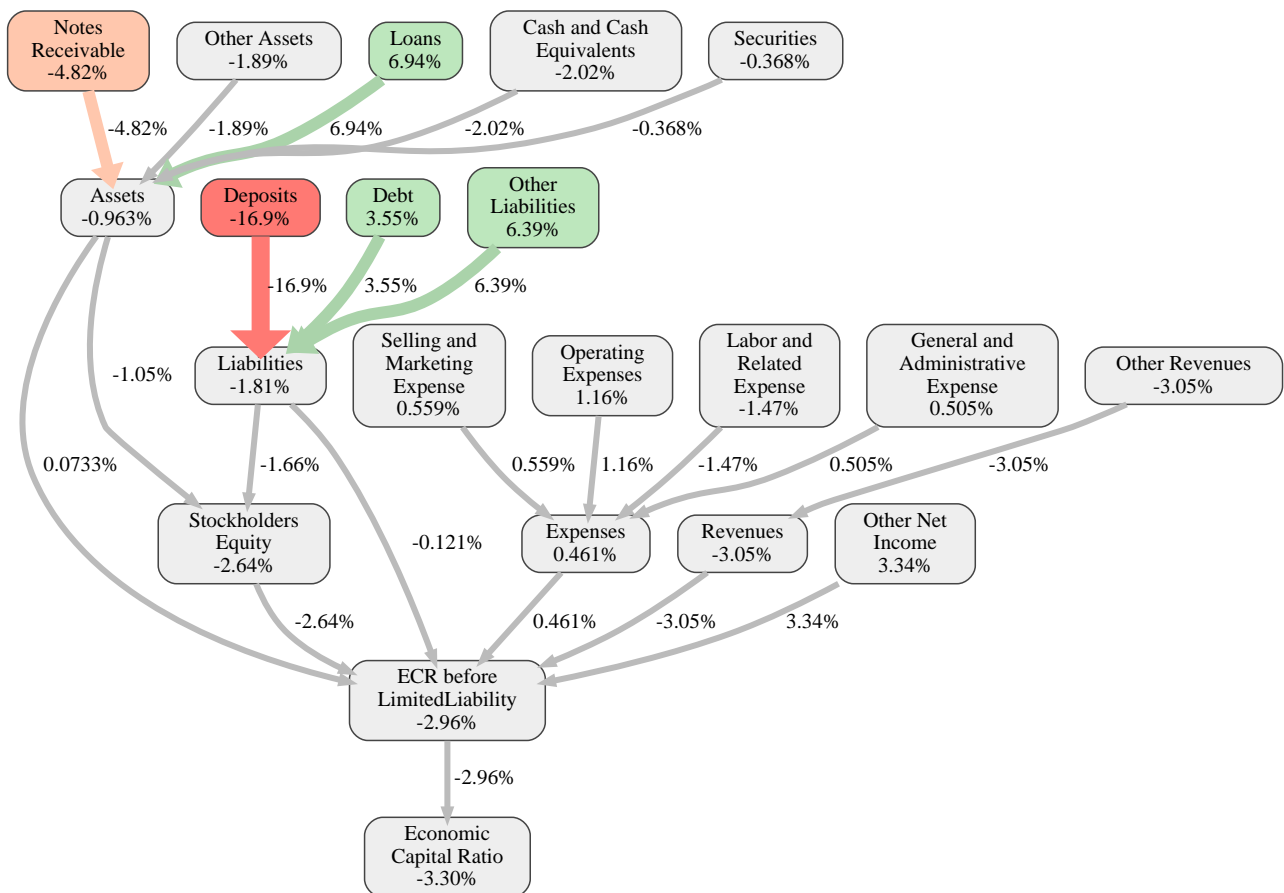 Notes
Receivable
-4.82%
Other Assets
-1.89%
Loans
6.94%
Cash and Cash
Equivalents
-2.02%
Securities
-0.368%
-4.82%
-1.89%
6.94%
-2.02%
-0.368%
Assets
-0.963%
Deposits
-16.9%
Debt
3.55%
Other
Liabilities
6.39%
-16.9%
3.55%
6.39%
Liabilities
-1.81%
Selling and
Marketing
Expense
0.559%
Operating
Expenses
1.16%
Labor and
Related
Expense
-1.47%
General and
Administrative
Expense
0.505%
Other Revenues
-3.05%
-1.05%
0.0733%
-1.66%
0.559%
1.16%
-1.47%
0.505%
-3.05%
Stockholders
Equity
-2.64%
-0.121%
Expenses
0.461%
Revenues
-3.05%
Other Net
Income
3.34%
-2.64%
0.461%
-3.05%
3.34%
ECR before
LimitedLiability
-2.96%
-2.96%
Economic
Capital Ratio
-3.30%